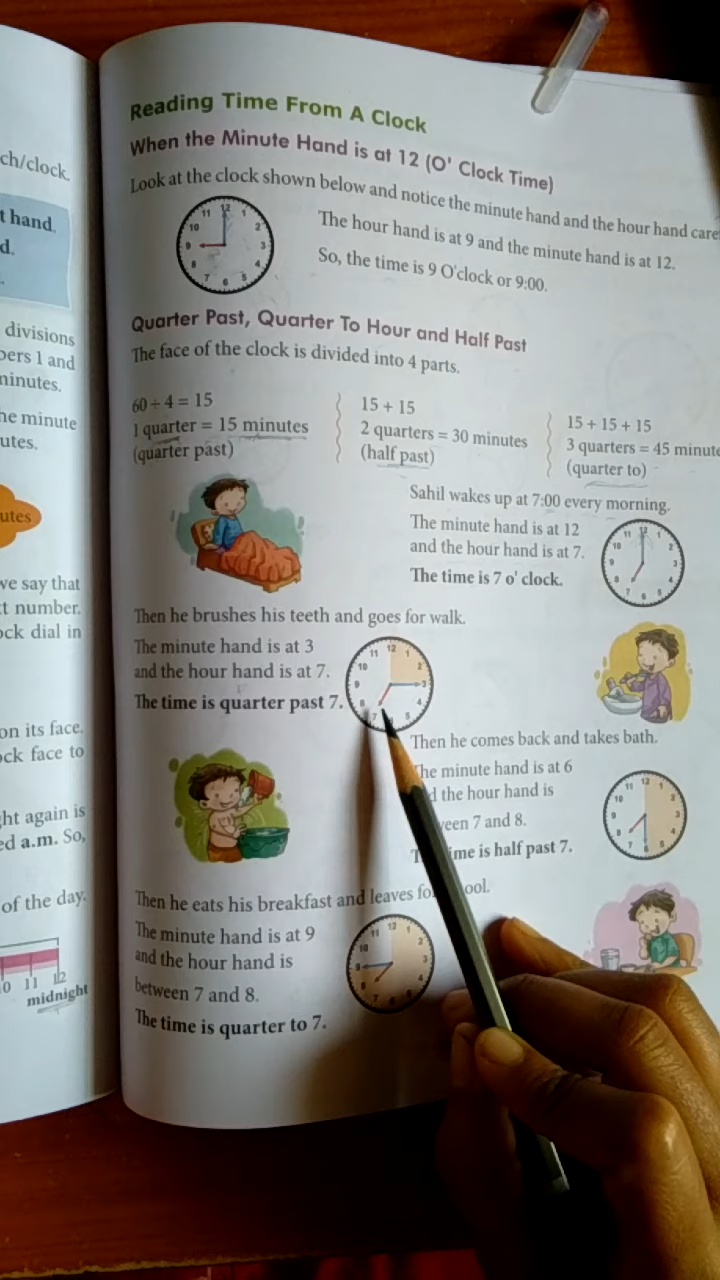 ch/clock.
t hand.
d.
divisions
bers 1 and
minutes.
he minute
utes.
utes
we say that
t number.
ock dial in
on its face.
ock face to
ght again is
ed a.m. So,
of the day.
0 11 12
midnight
Reading Time From A Clock
When the Minute Hand is at 12 (O' Clock Time)
Look at the clock shown below and notice the minute hand and the hour hand care
The hour hand is at 9 and the minute hand is at 12.
So, the time is 9 O'clock or 9:00.
Quarter Past, Quarter To Hour and Half Past
The face of the clock is divided into 4 parts.
60 ÷ 4 = 15
1 quarter = 15 minutes
(quarter past)
15 + 15
2 quarters = 30 minutes
(half past)
15 + 15 + 15
3 quarters = 45 minute
(quarter to)
Sahil wakes up at 7:00 every morning.
The minute hand is at 12
and the hour hand is at 7.
The time is 7 o' clock.
Then he brushes his teeth and goes for walk.
The minute hand is at 3
and the hour hand is at 7.
The time is quarter past 7.
Then he comes back and takes bath.
The minute hand is at 6
d the hour hand is
ween 7 and 8.
T ime is half past 7.
Then he eats his breakfast and leaves fo ool.
The minute hand is at 9
and the hour hand is
between 7 and 8.
The time is quarter to 7.